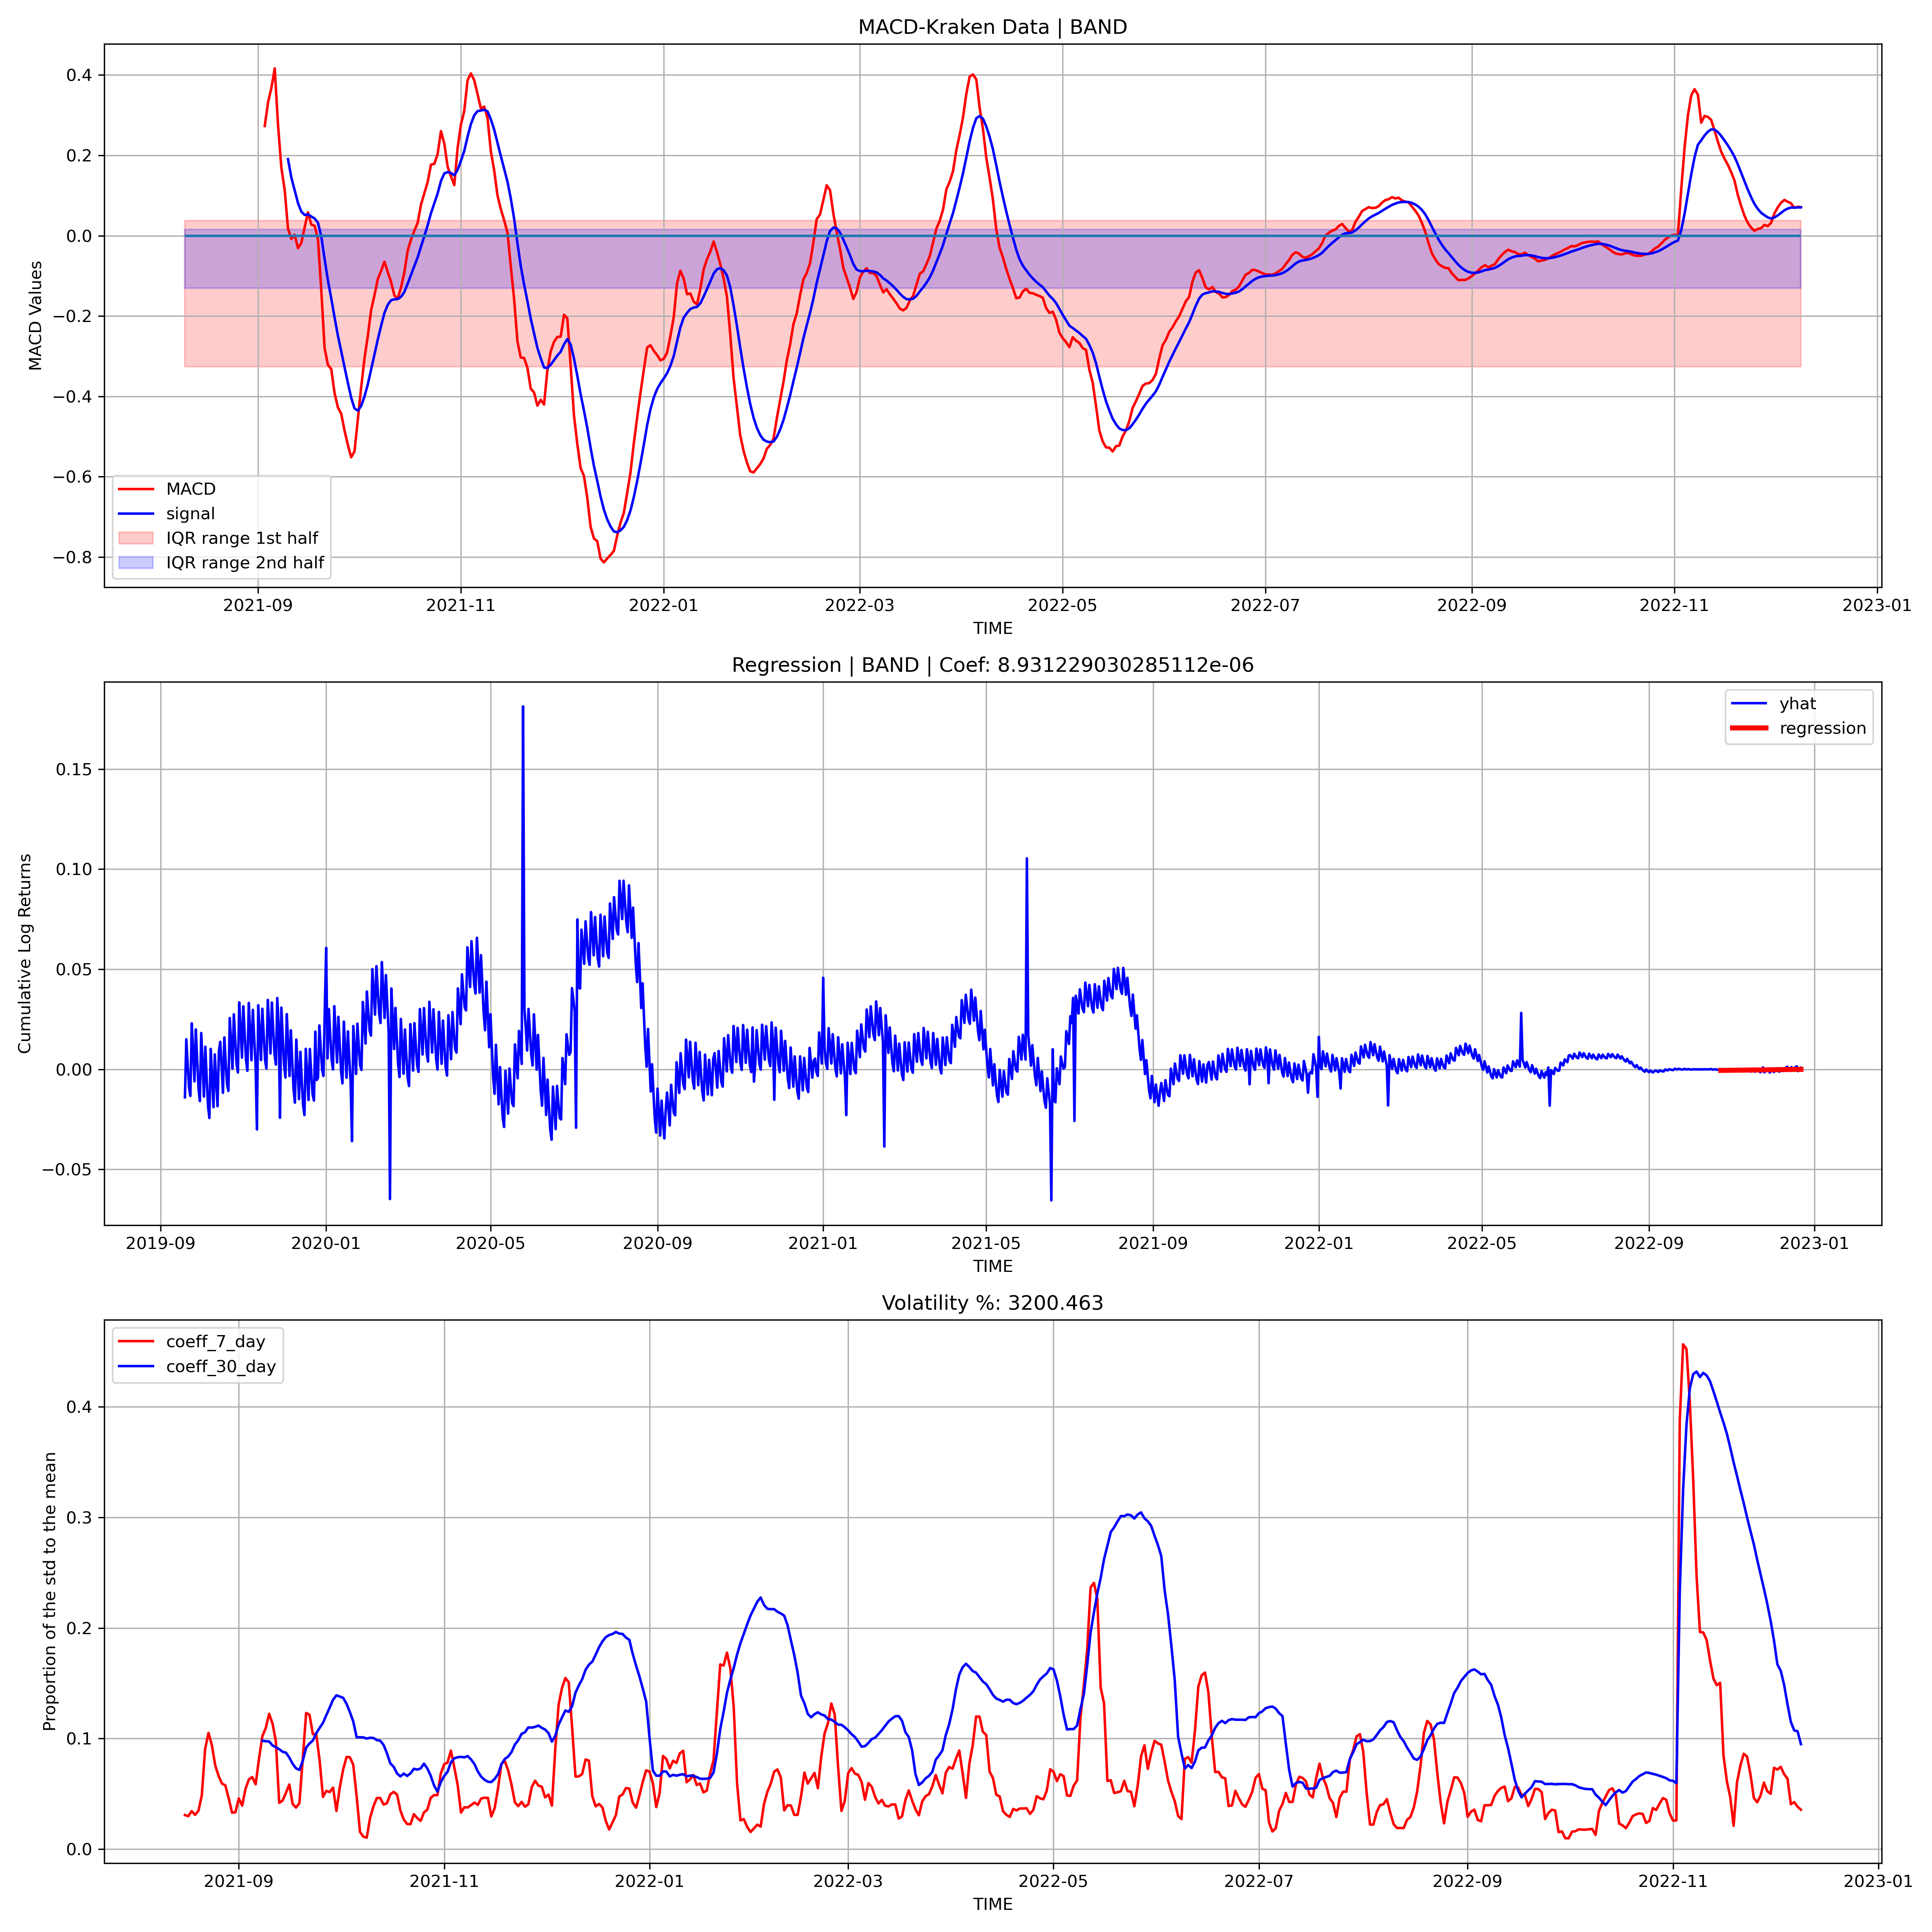 MACD-Kraken Data | BAND
MACD Values
0.4
0.2
0.0
−0.2
−0.4
−0.6
−0.8
MACD
signal
IQR range 1st half
IQR range 2nd half
2021-09 2021-11 2022-01 2022-03 2022-05 2022-07 2022-09 2022-11 2023-01
TIME
Regression | BAND | Coef: 8.931229030285112e-06
Cumulative Log Returns
0.15
0.10
0.05
0.00
−0.05
yhat
regression
2019-09 2020-01 2020-05 2020-09 2021-01 2021-05 2021-09 2022-01 2022-05 2022-09 2023-01
TIME
Volatility %: 3200.463
Proportion of the std to the mean
coeff_7_day
coeff_30_day
0.4
0.3
0.2
0.1
0.0
2021-09 2021-11 2022-01 2022-03 2022-05 2022-07 2022-09 2022-11 2023-01
TIME